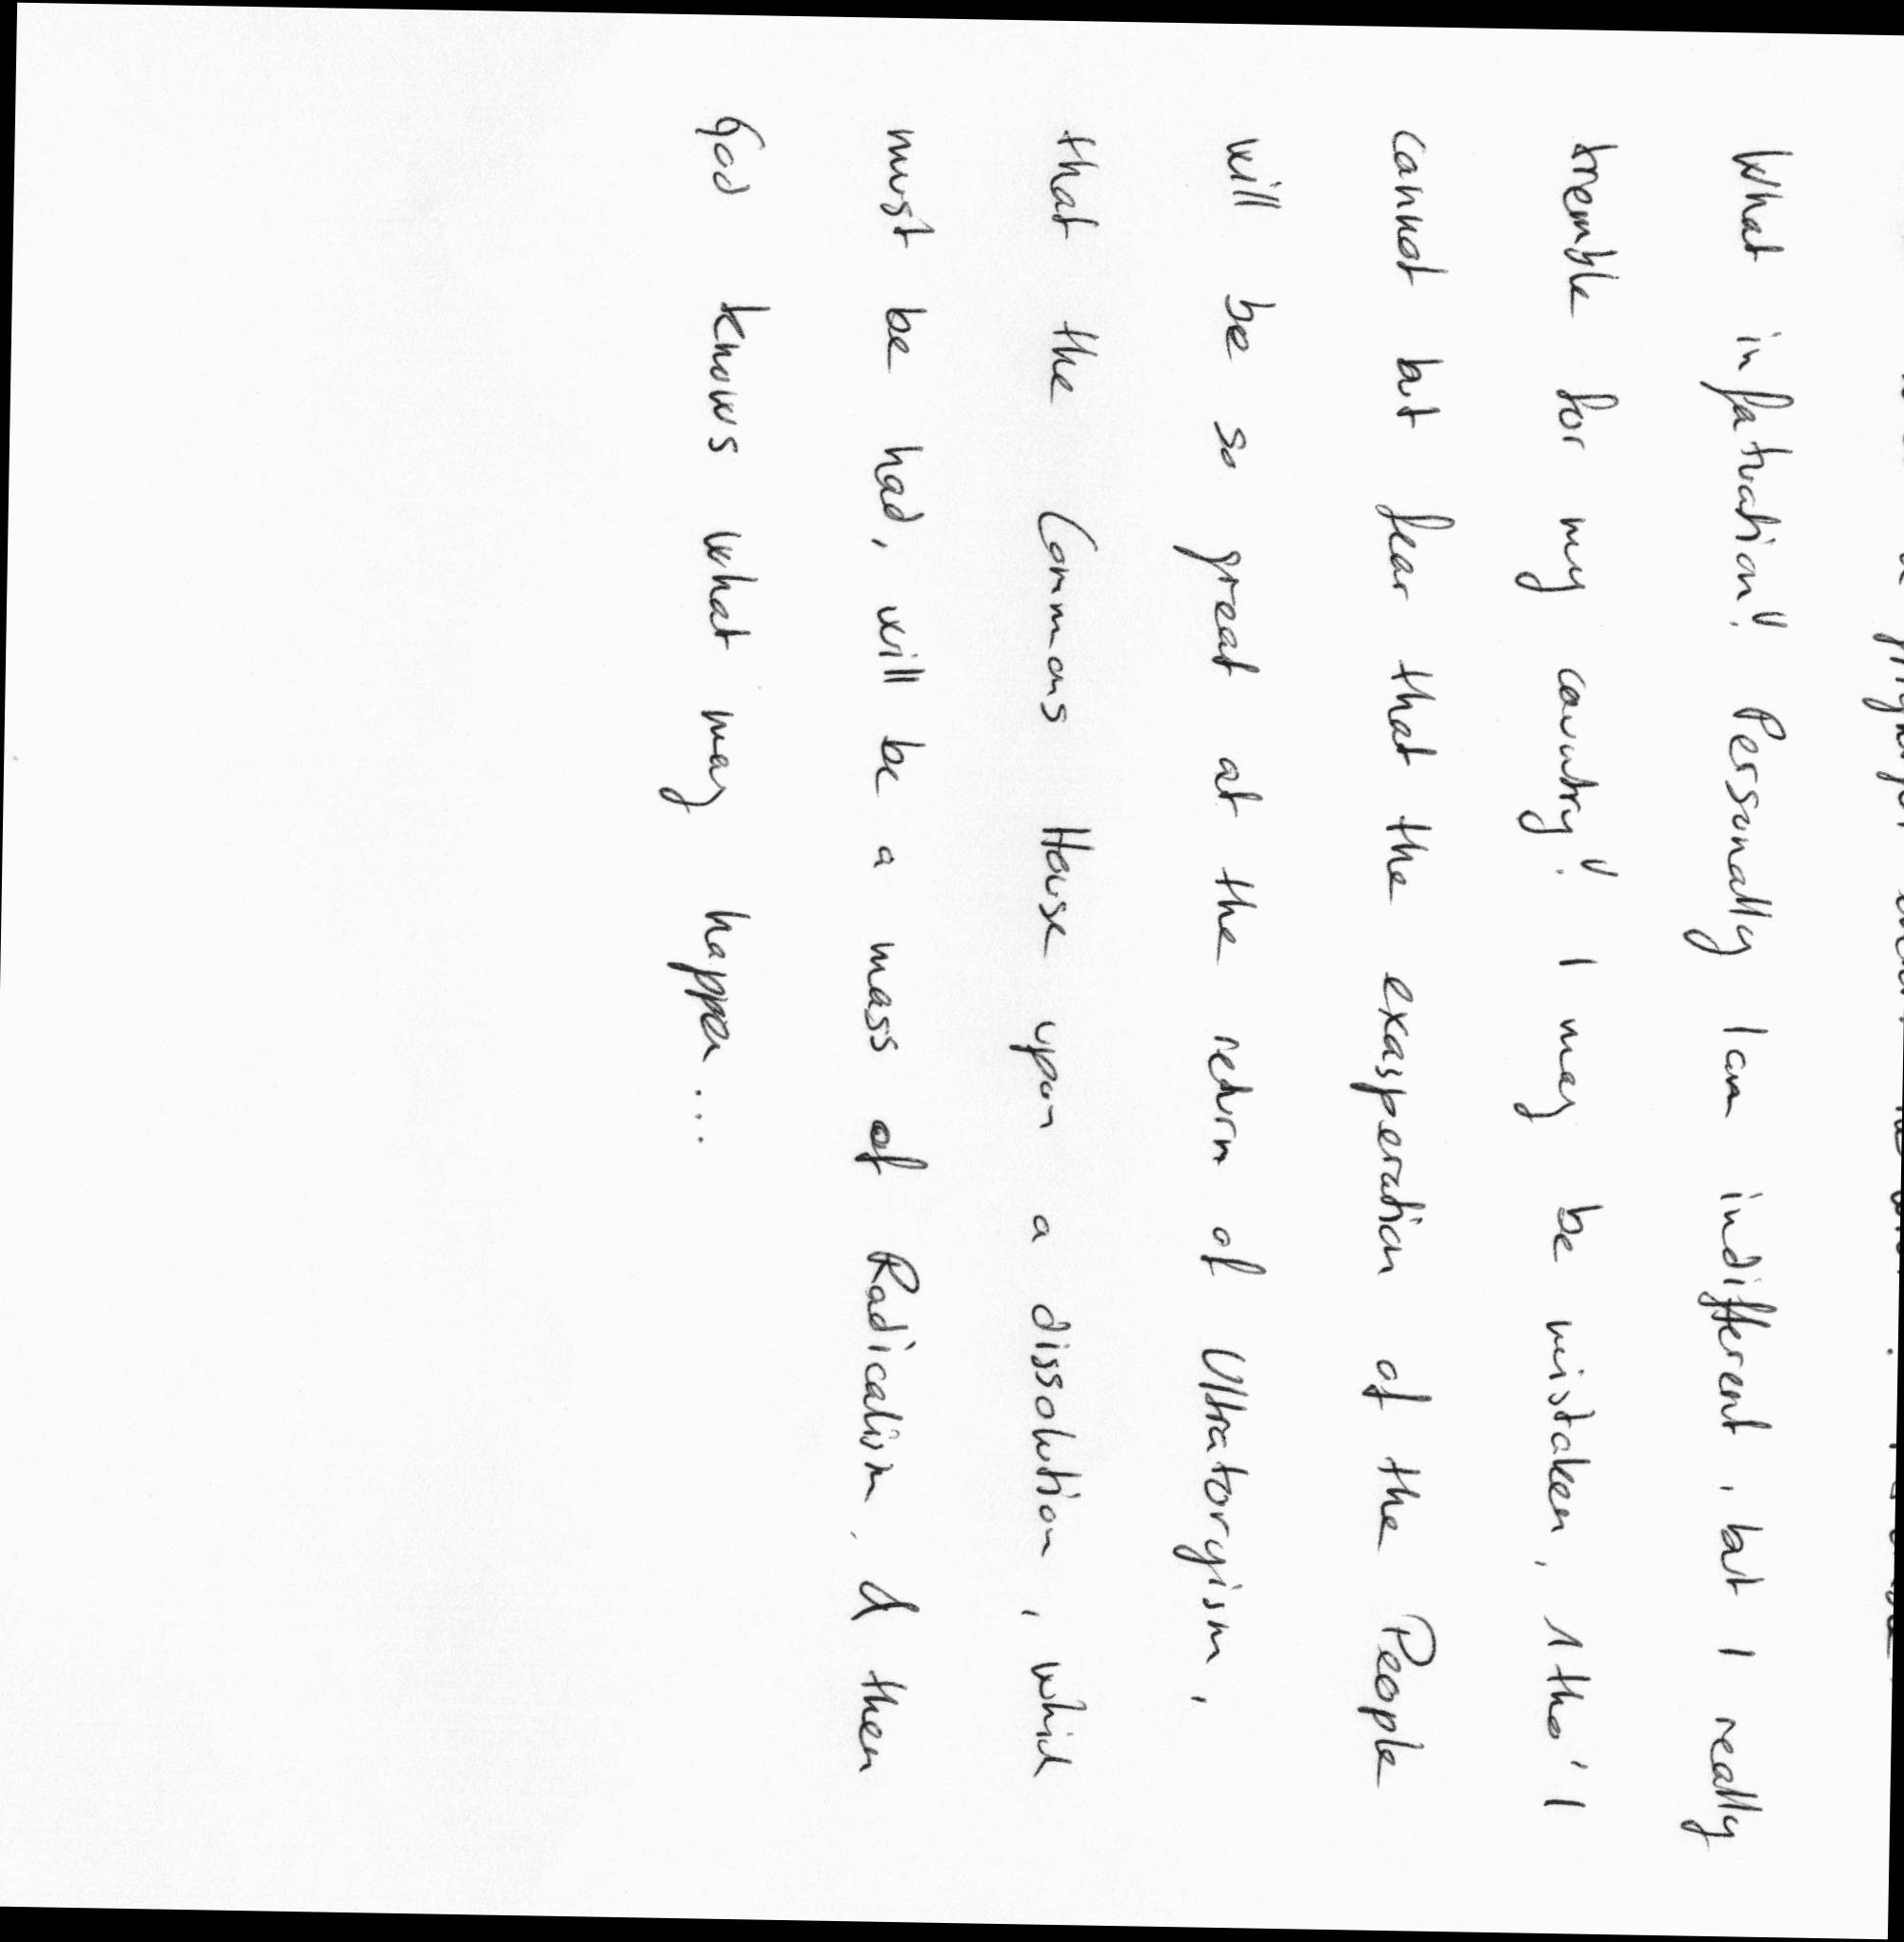 What infatuation!! Personally I am indifferent, but I really
tremble for my country!! I may be mistaken, tho' I
cannot but fear that the exasperation of the People
will be so great at the return of Ultratoryism,
that the Commons House upon a dissolution, which
must be had, will be a mass of Radicalism, & then
God knows what may happen...